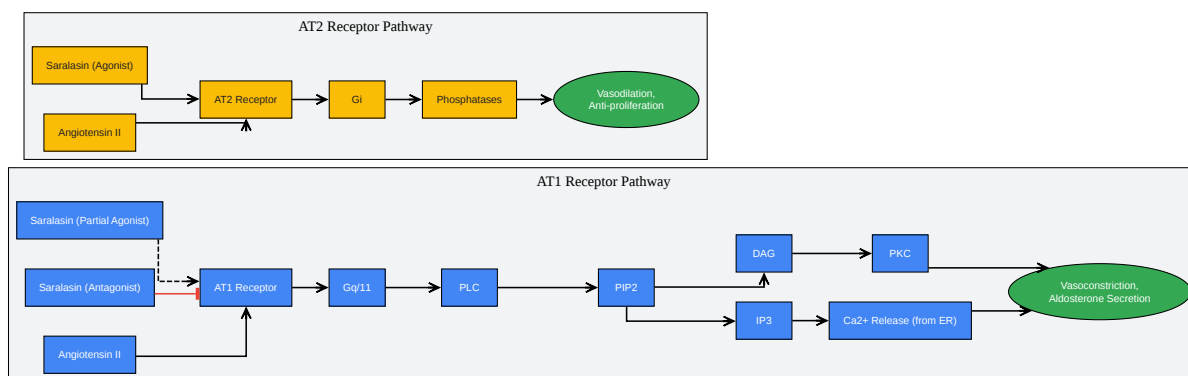 AT2 Receptor Pathway
Saralasin (Agonist)
AT2 Receptor
Gi
Phosphatases
Vasodilation,
Anti-proliferation
Angiotensin II
AT1 Receptor Pathway
Saralasin (Partial Agonist)
Saralasin (Antagonist)
AT1 Receptor
Gq/11
PLC
PIP2
DAG
PKC
IP3
Ca2+ Release (from ER)
Vasoconstriction,
Aldosterone Secretion
Angiotensin II